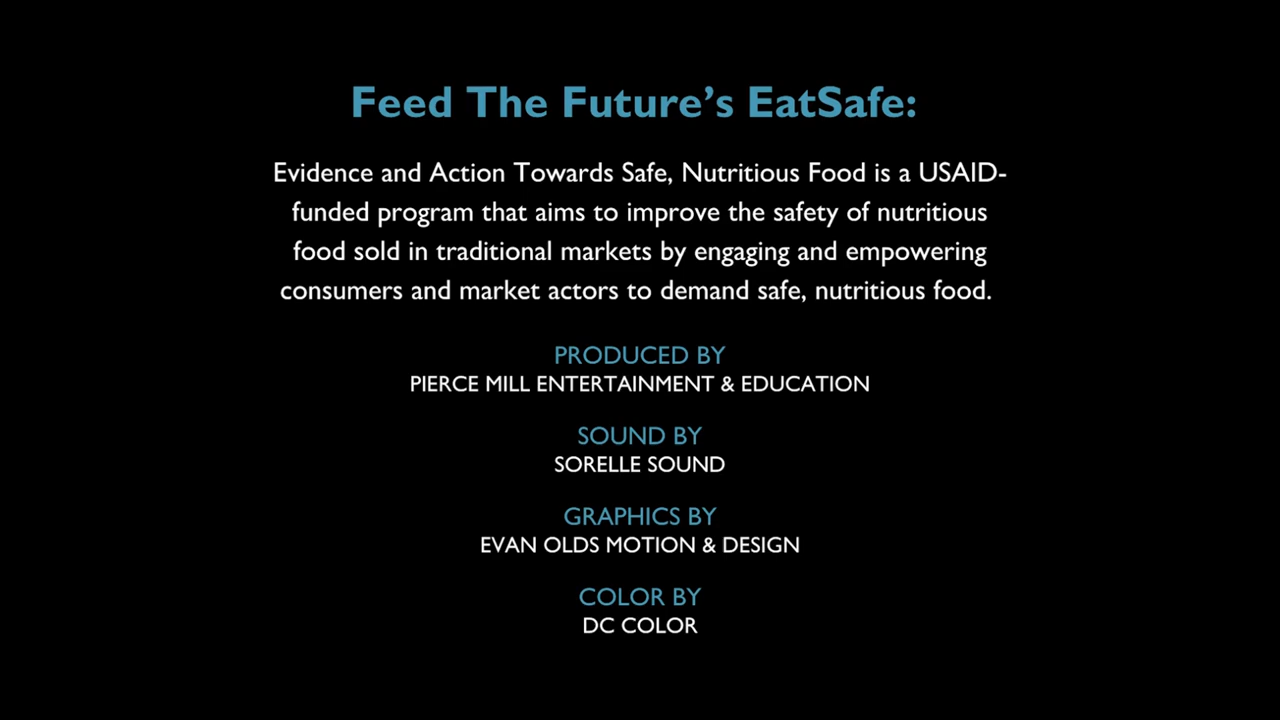 Feed The Future’s EatSafe:
Evidence and Action Towards Safe, Nutritious Food is a USAID-
funded program that aims to improve the safety of nutritious
food sold in traditional markets by engaging and empowering
consumers and market actors to demand safe, nutritious food.
PRODUCED BY
PIERCE MILL ENTERTAINMENT & EDUCATION
SOUND BY
SORELLE SOUND
GRAPHICS BY
EVAN OLDS MOTION & DESIGN
COLOR BY
DC COLOR